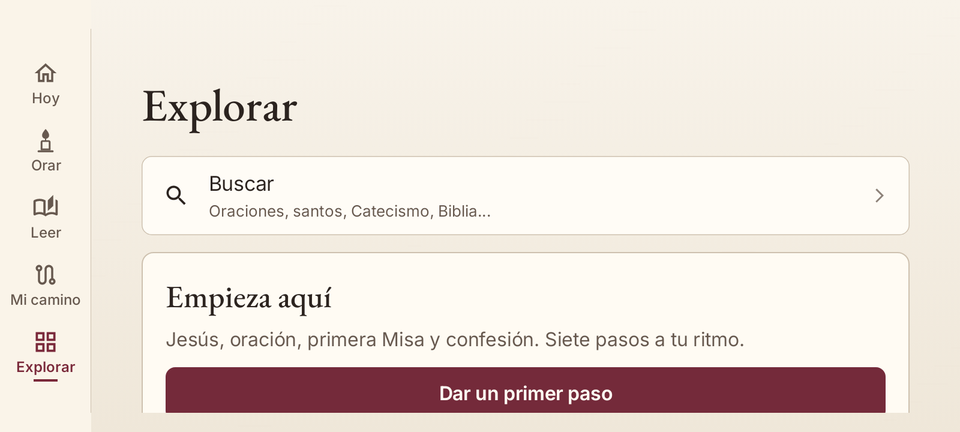 Hoy
Orar
Leer
Mi camino
Explorar
Explorar
Buscar
Oraciones, santos, Catecismo, Biblia...
Empieza aquí
Jesús, oración, primera Misa y confesión. Siete pasos a tu ritmo.
Dar un primer paso